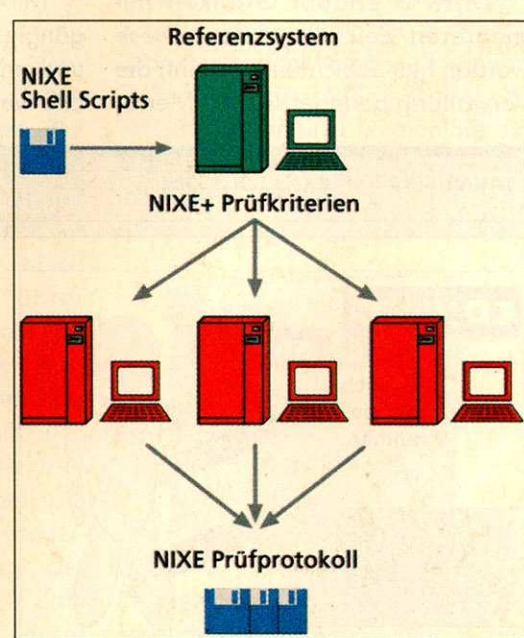 Referenzsystem
NIXE
Shell Scripts
NIXE+ Prüfkriterien
NIXE Prüfprotokoll